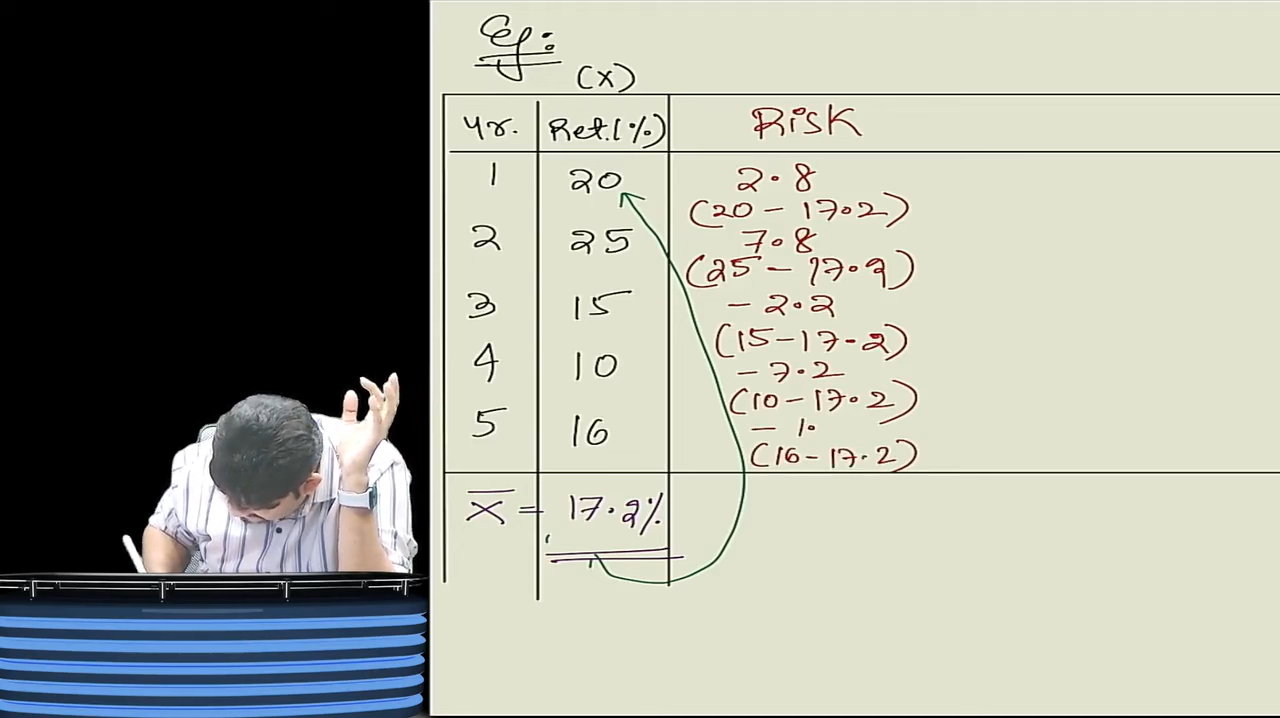 Eg:
(X)
Yr. Ret.(%) Risk
1 20 2.8
(20 - 17.2)
2 25 7.8
(25 - 17.2)
3 15 - 2.2
(15 - 17.2)
4 10 - 7.2
(10 - 17.2)
5 16 - 1.
(16 - 17.2)
X̄ = 17.2%